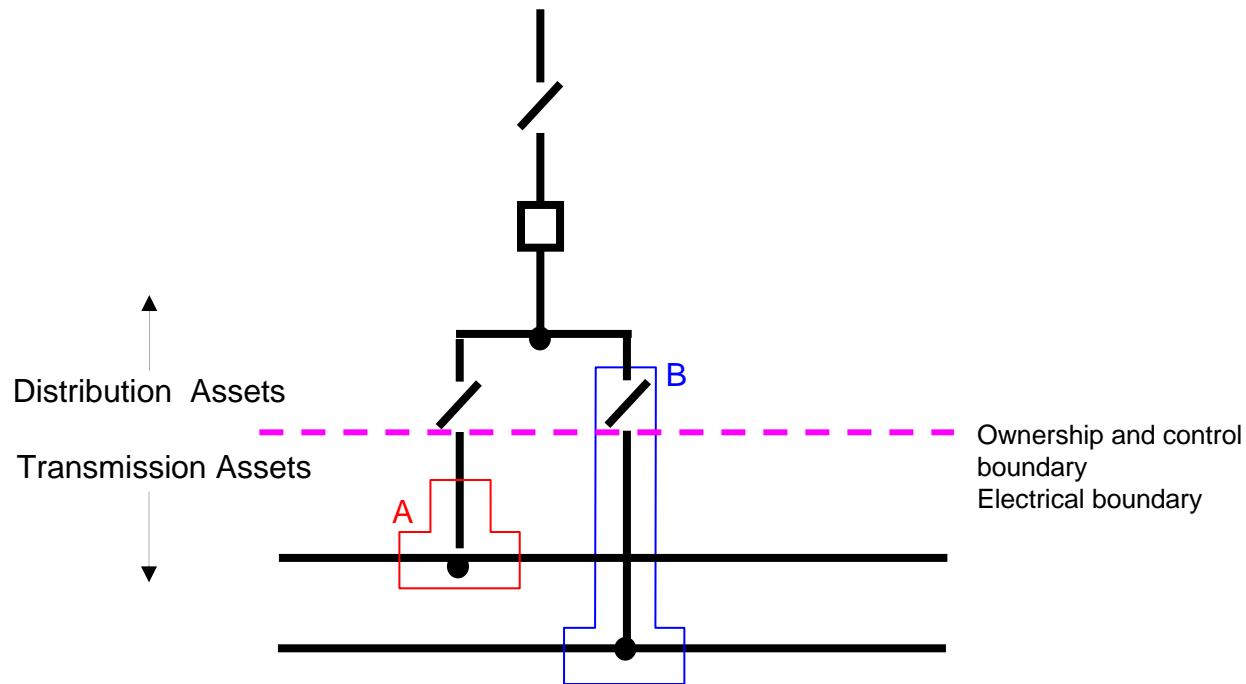 B
Distribution Assets
Ownership and control
boundary
Electrical boundary
Transmission Assets
A